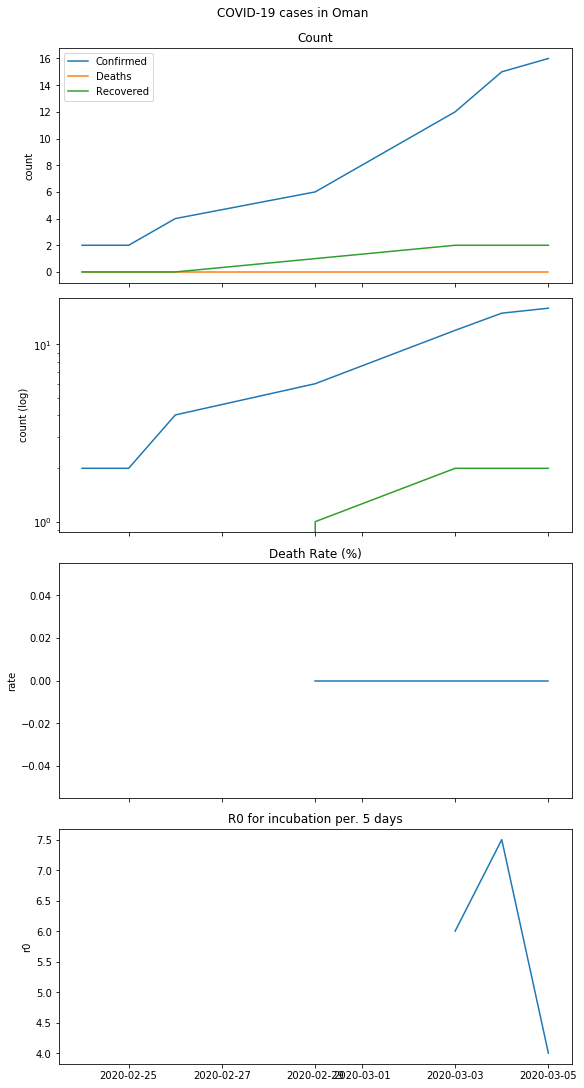 COVID-19 cases in Oman
Count
Confirmed
Deaths
Recovered
16
14
12
10
8
6
4
2
0
count
10¹
10⁰
count (log)
Death Rate (%)
0.04
0.02
0.00
−0.02
−0.04
rate
R0 for incubation per. 5 days
7.5
7.0
6.5
6.0
5.5
5.0
4.5
4.0
r0
2020-02-25 2020-02-27 2020-02-29 2020-03-01 2020-03-03 2020-03-05